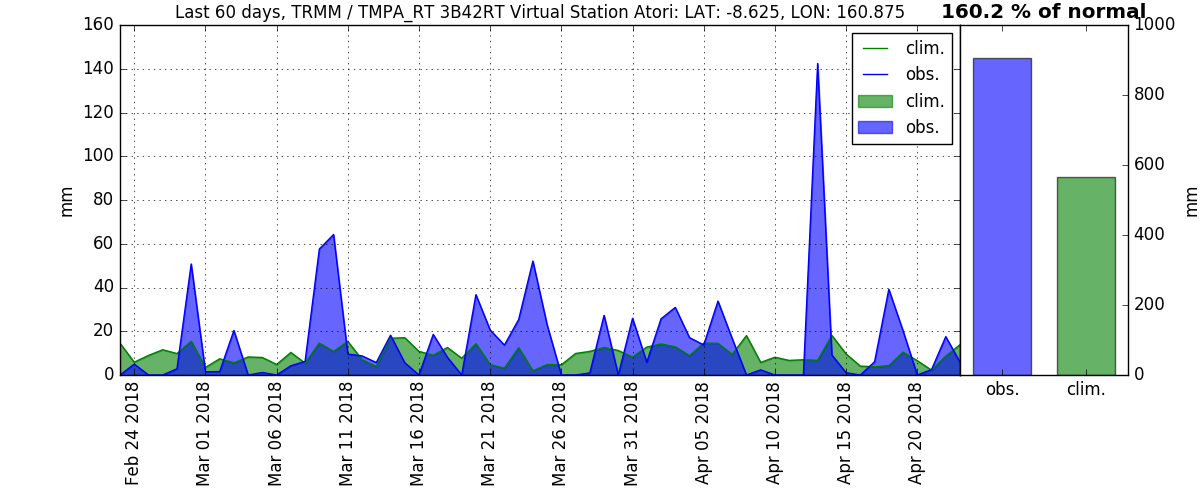 Last 60 days, TRMM / TMPA_RT 3B42RT Virtual Station Atori: LAT: -8.625, LON: 160.875
160.2 % of normal
160
140
120
100
80
60
40
20
0
mm
clim.
obs.
clim.
obs.
Feb 24 2018
Mar 01 2018
Mar 06 2018
Mar 11 2018
Mar 16 2018
Mar 21 2018
Mar 26 2018
Mar 31 2018
Apr 05 2018
Apr 10 2018
Apr 15 2018
Apr 20 2018
1000
800
600
400
200
0
mm
obs.
clim.